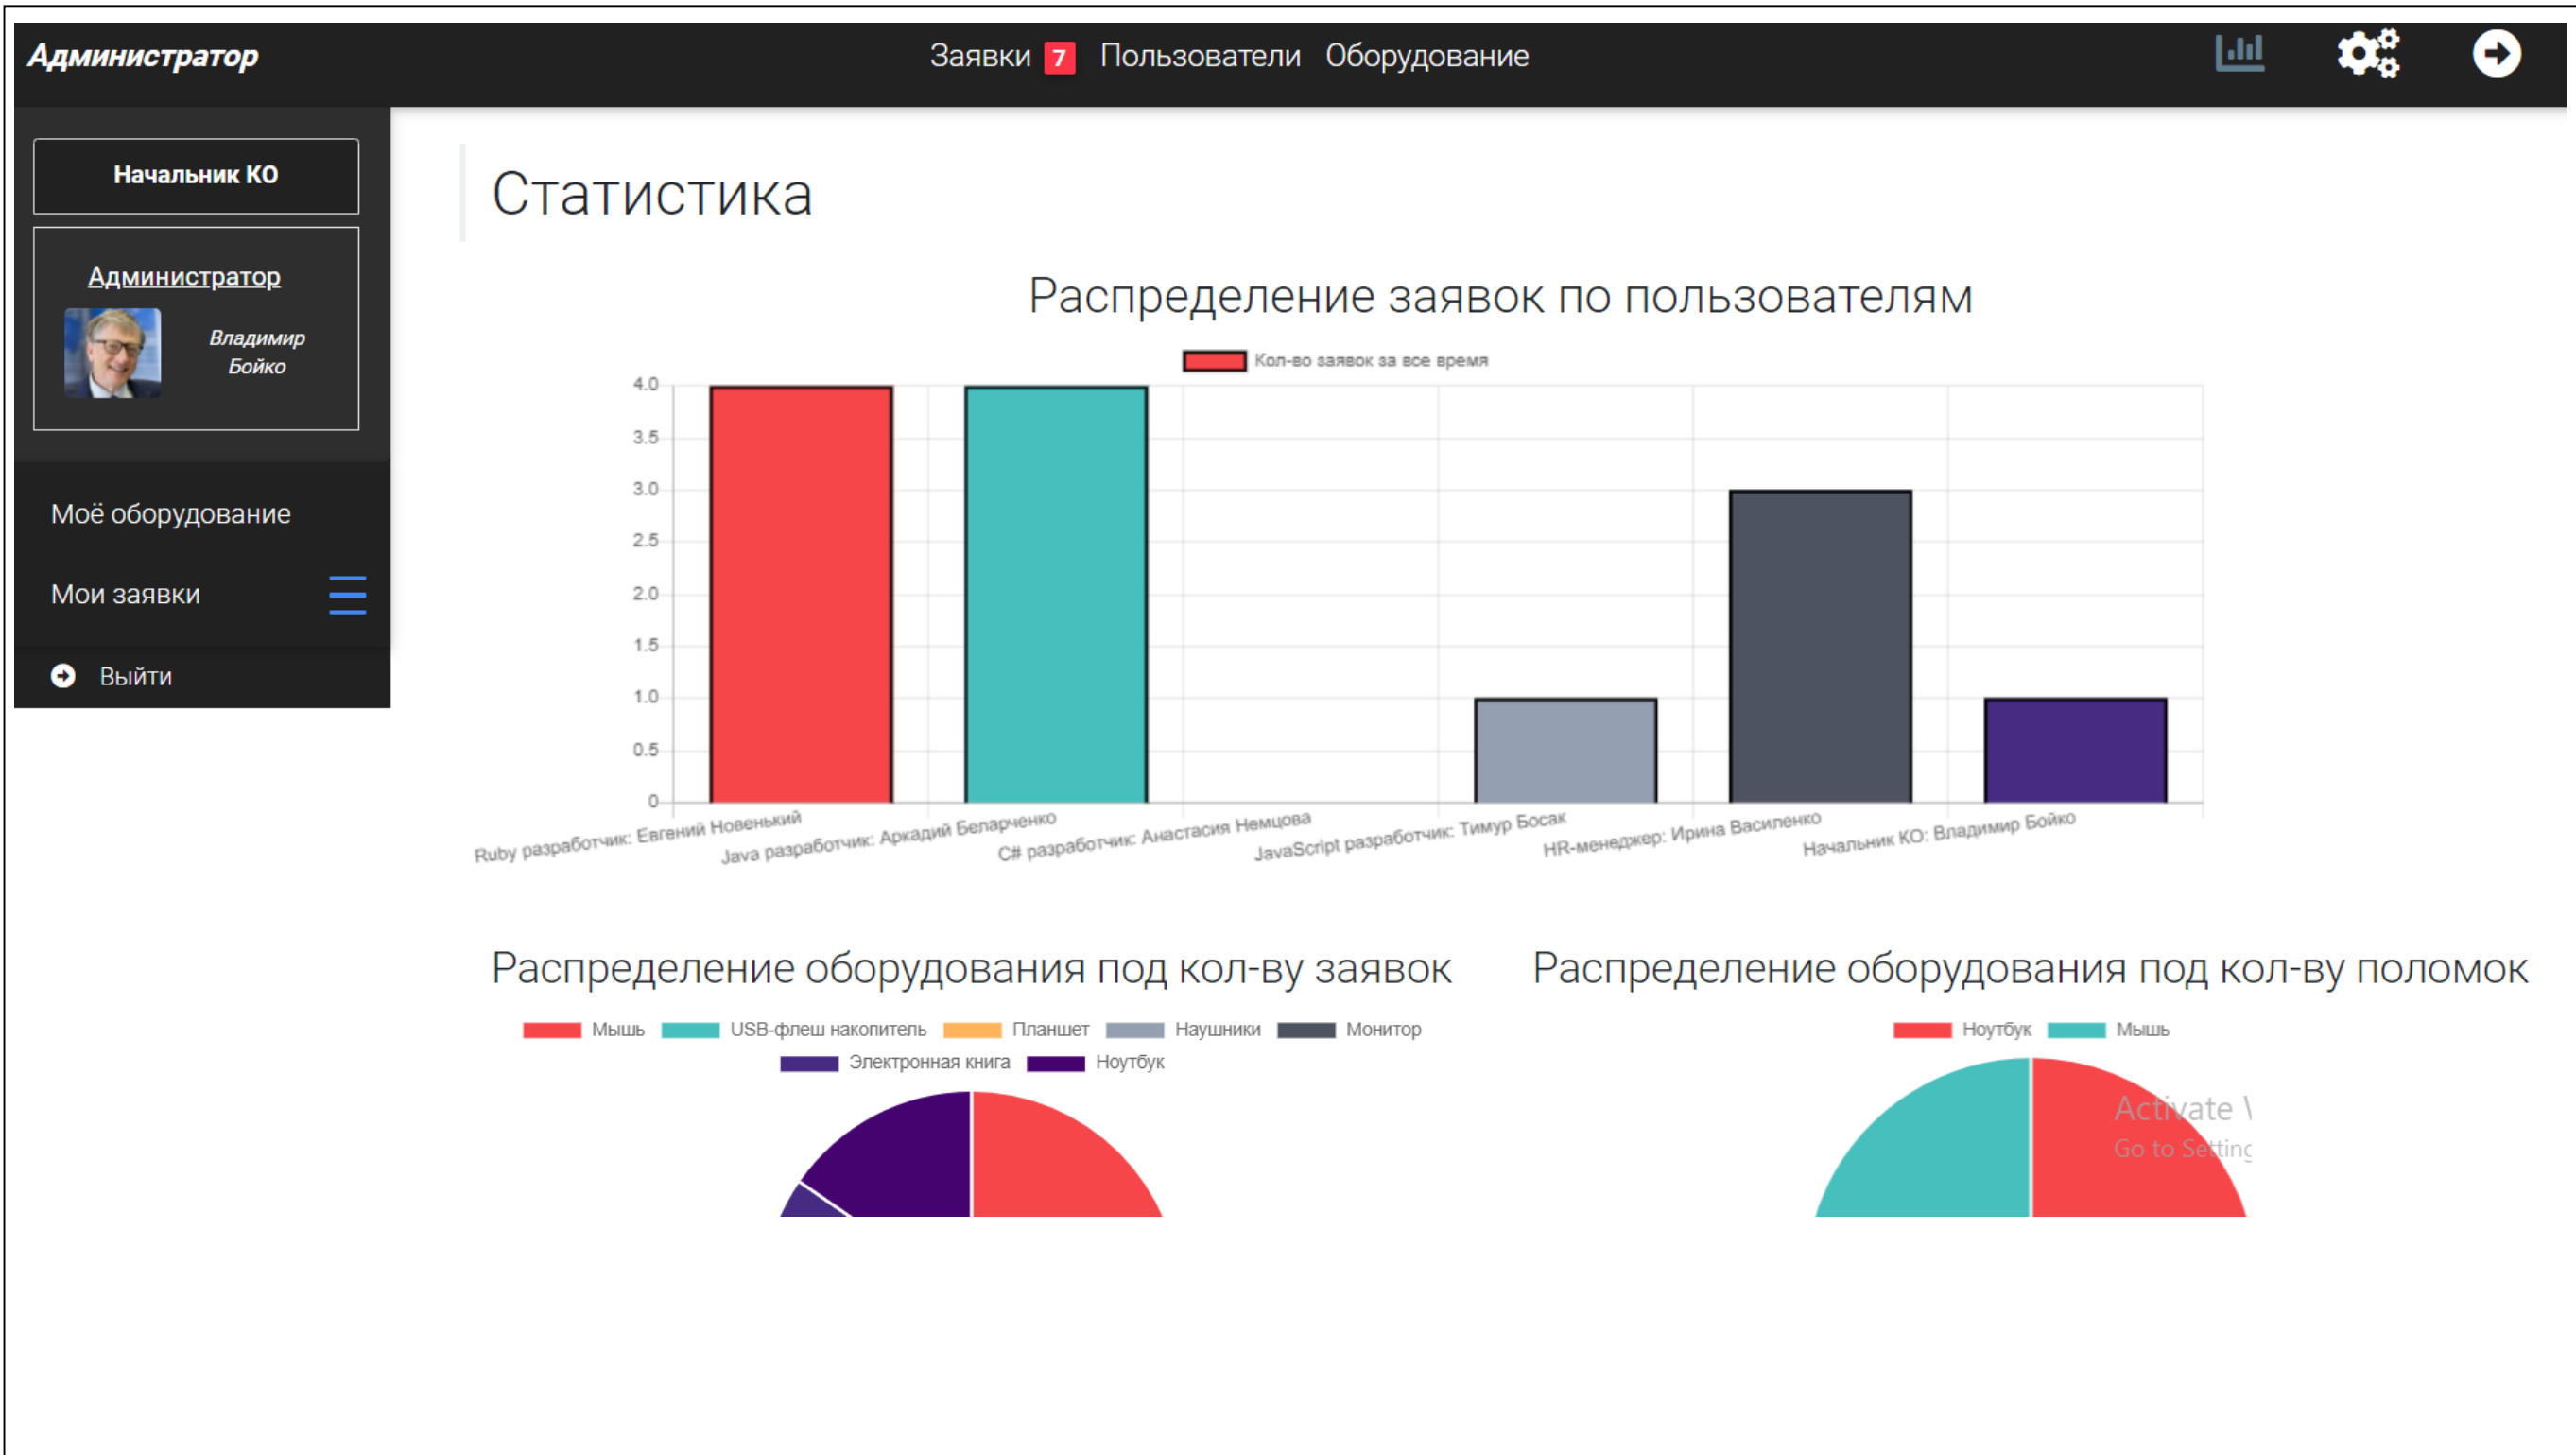 Администратор
Заявки 7 Пользователи Оборудование
Начальник КО
Администратор
Владимир
Бойко
Моё оборудование
Мои заявки
Выйти
Статистика
Распределение заявок по пользователям
Кол-во заявок за все время
4.0
3.5
3.0
2.5
2.0
1.5
1.0
0.5
0
Ruby разработчик: Евгений Новенький
Java разработчик: Аркадий Беларченко
C# разработчик: Анастасия Немцова
JavaScript разработчик: Тимур Босак
HR-менеджер: Ирина Василенко
Начальник КО: Владимир Бойко
Распределение оборудования под кол-ву заявок
Мышь USB-флеш накопитель Планшет Наушники Монитор
Электронная книга Ноутбук
Распределение оборудования под кол-ву поломок
Ноутбук Мышь
Activate
Go to Setting